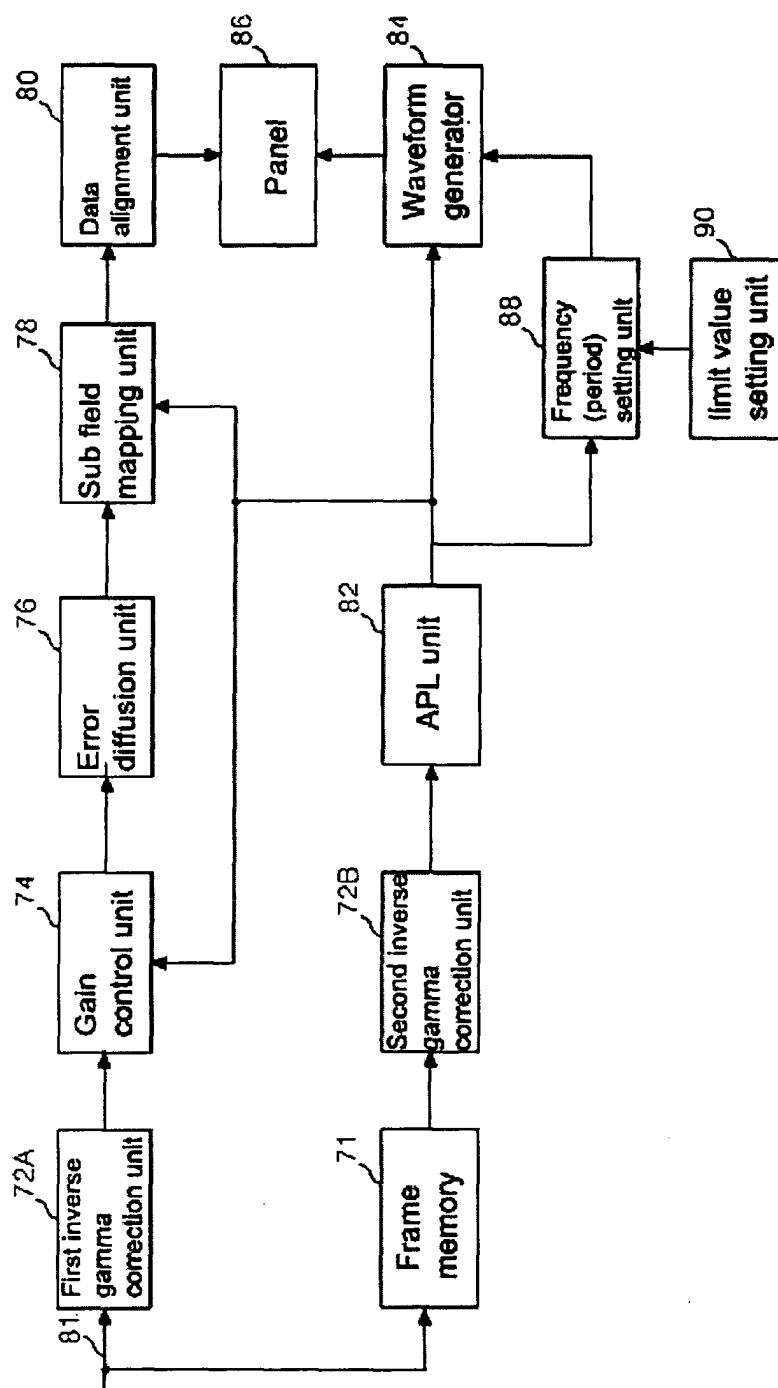 81
72A
First inverse
gamma
correction unit
74
Gain
control unit
76
Error
diffusion unit
78
Sub field
mapping unit
80
Data
alignment unit
86
Panel
84
Waveform
generator
71
Frame
memory
72B
Second inverse
gamma
correction unit
82
APL unit
88
Frequency
(period)
setting unit
90
limit value
setting unit